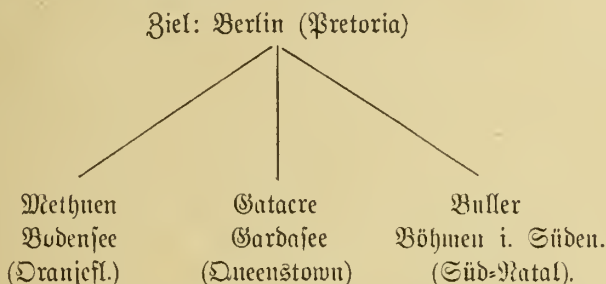 Ziel: Berlin (Pretoria)
Methuen Gatacre Buller
Bodensee Gardasee Böhmen i. Süden.
(Oranjefl.) (Queenstown) (Süd=Natal).